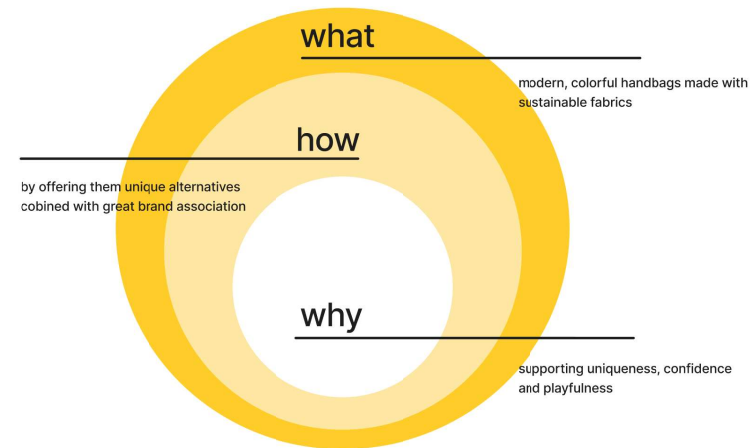 what
modern, colorful handbags made with
sustainable fabrics
how
by offering them unique alternatives
cobined with great brand association
why
supporting uniqueness, confidence
and playfulness